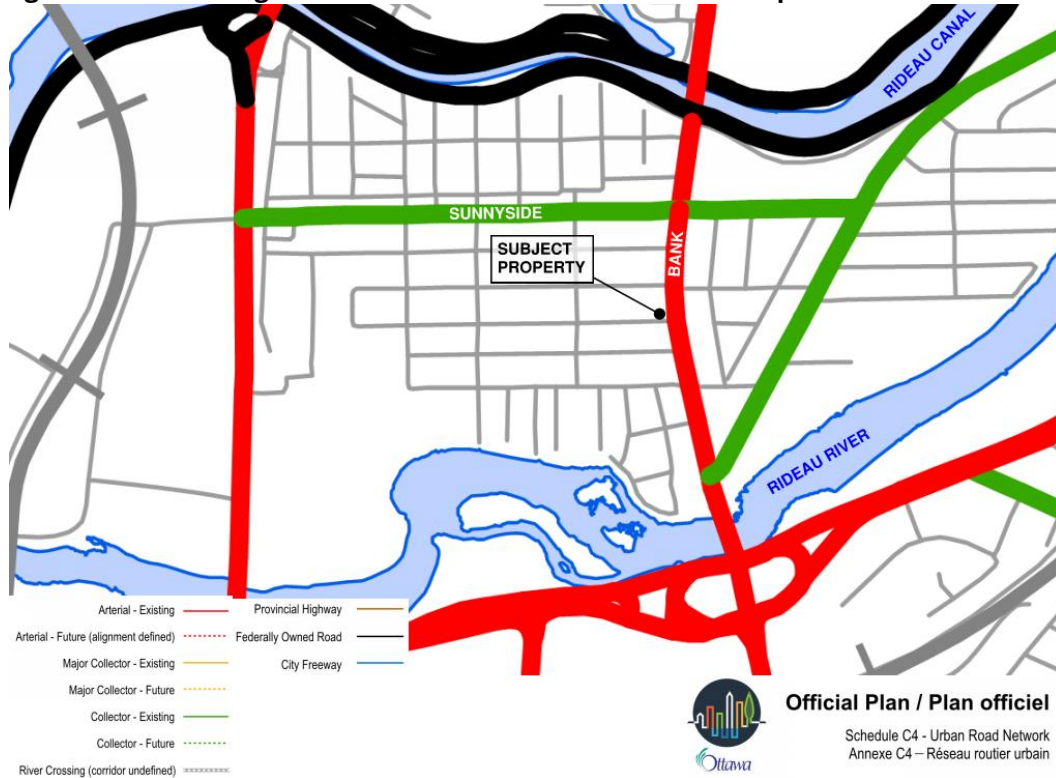 RIDEAU CANAL
SUNNYSIDE
SUBJECT
PROPERTY
BANK
RIDEAU RIVER
Arterial - Existing
Arterial - Future (alignment defined)
Major Collector - Existing
Major Collector - Future
Collector - Existing
Collector - Future
River Crossing (corridor undefined)
Provincial Highway
Federally Owned Road
City Freeway
Ottawa
Official Plan / Plan officiel
Schedule C4 - Urban Road Network
Annexe C4 – Réseau routier urbain